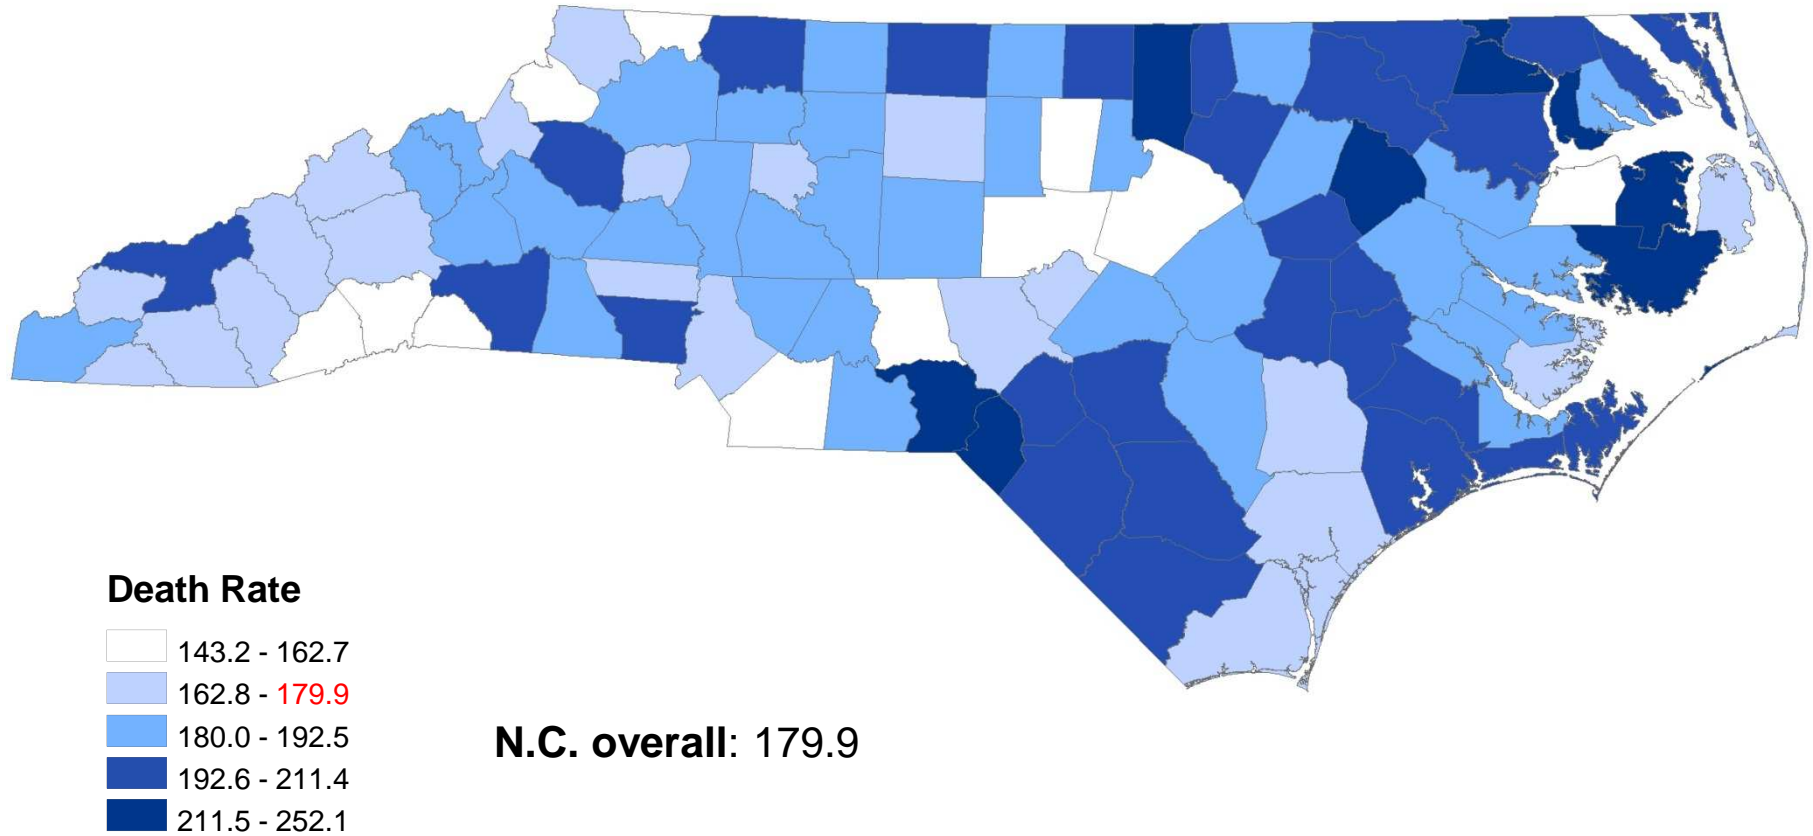 Death Rate
143.2 - 162.7
162.8 - 179.9
180.0 - 192.5
192.6 - 211.4
211.5 - 252.1
N.C. overall: 179.9